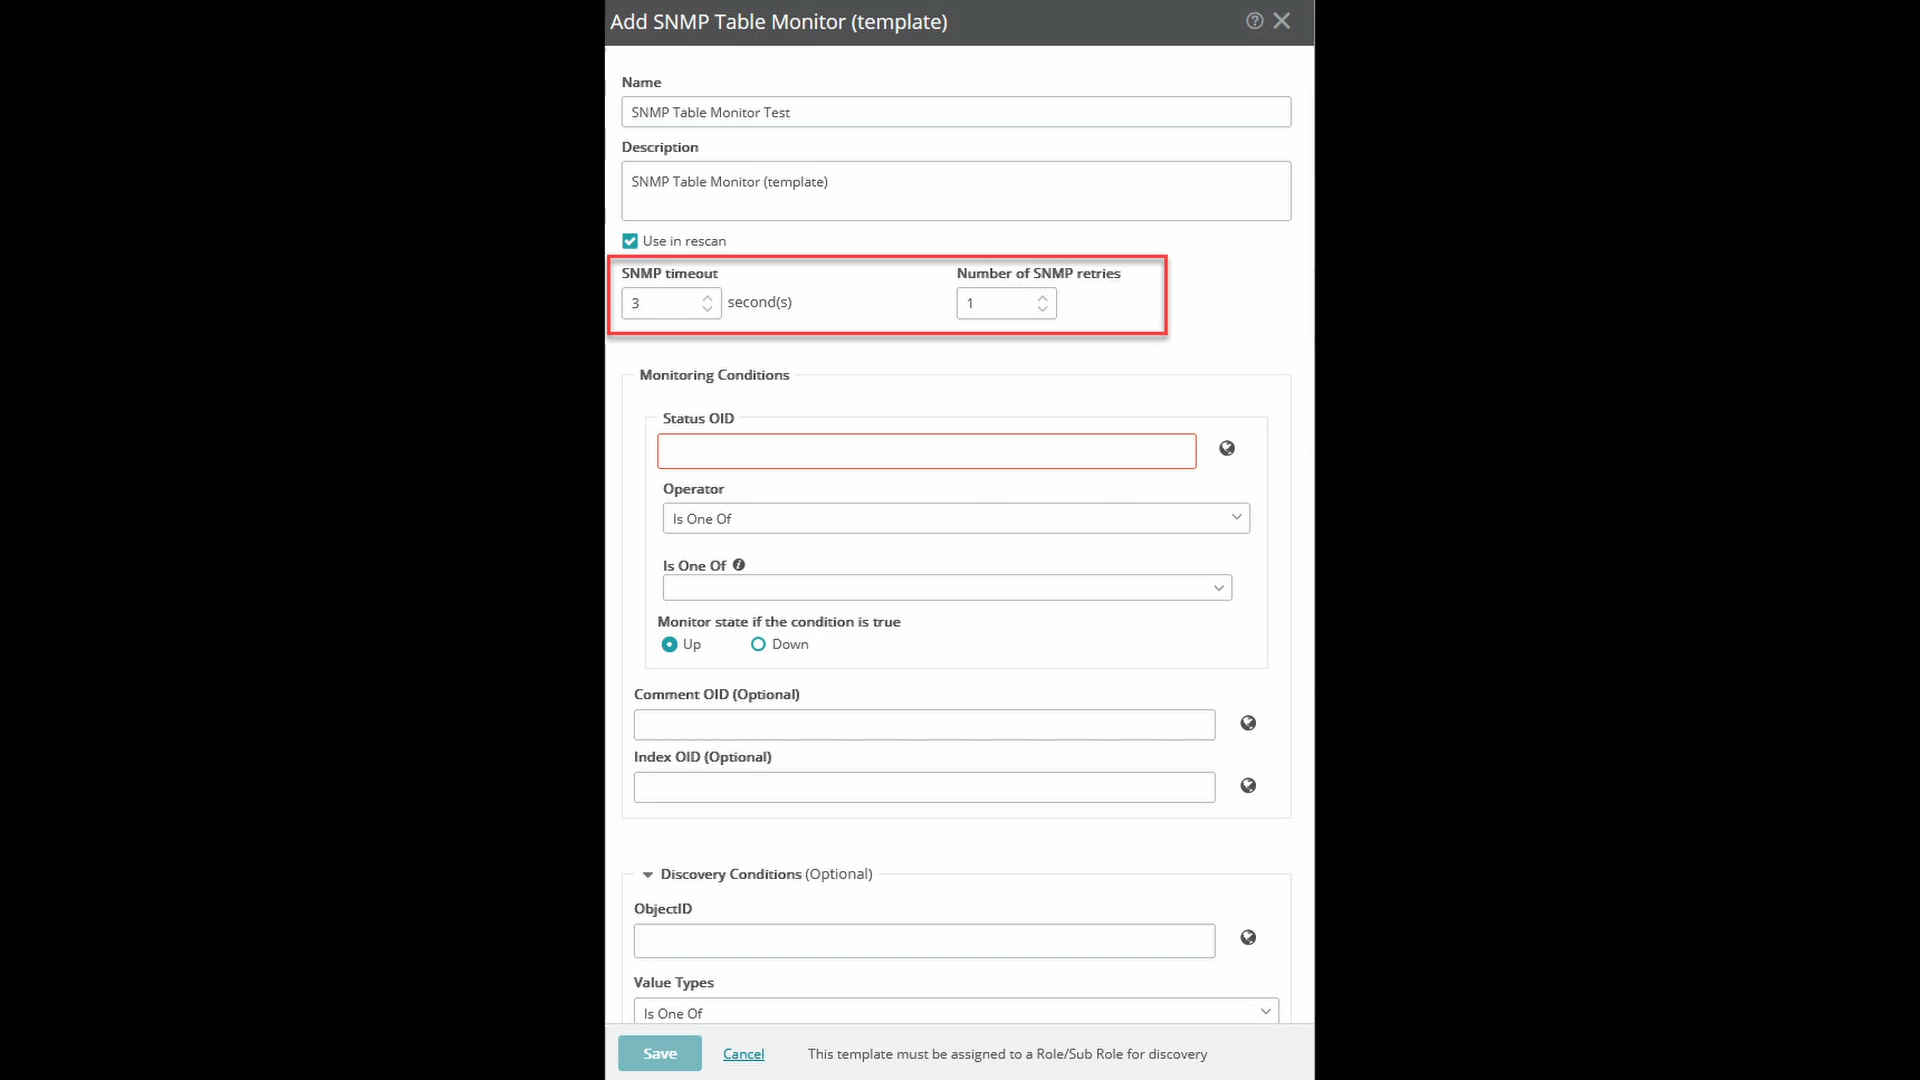 Add SNMP Table Monitor (template)
Name
SNMP Table Monitor Test
Description
SNMP Table Monitor (template)
Use in rescan
SNMP timeout
Number of SNMP retries
3 second(s)
1
Monitoring Conditions
Status OID
Operator
Is One Of
Is One Of
Monitor state if the condition is true
Up Down
Comment OID (Optional)
Index OID (Optional)
Discovery Conditions (Optional)
ObjectID
Value Types
Is One Of
Save Cancel This template must be assigned to a Role/Sub Role for discovery